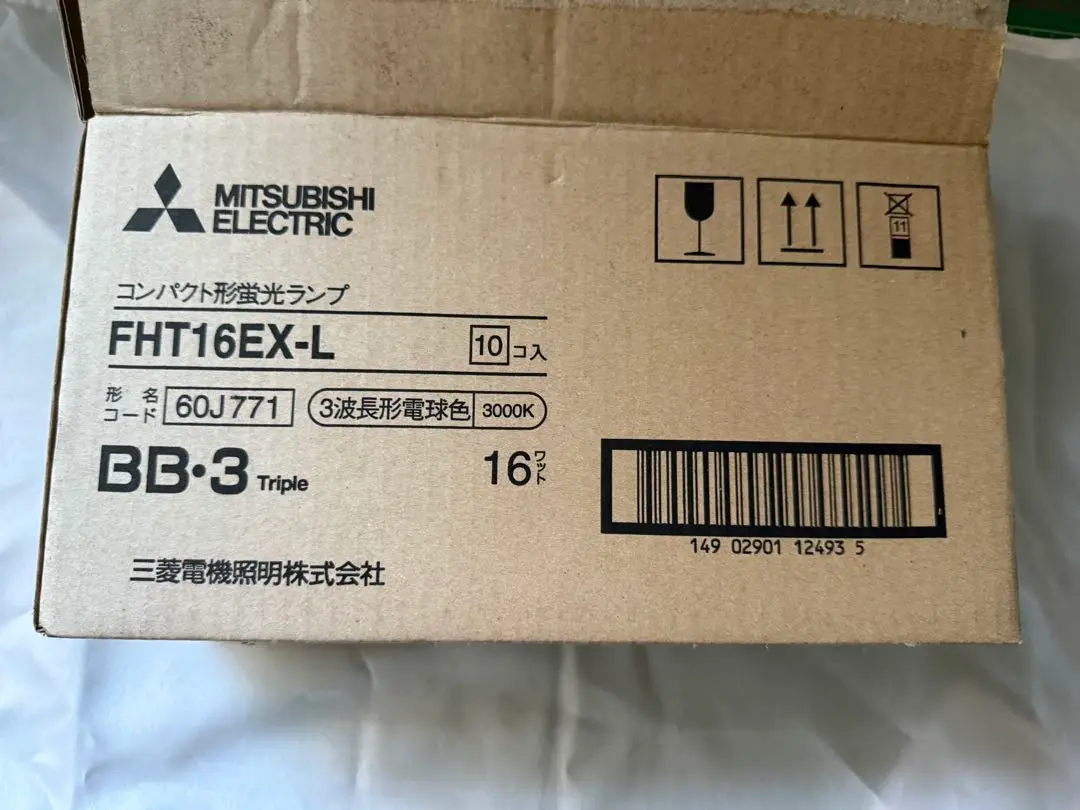 MITSUBISHI
ELECTRIC
11
コンパクト形蛍光ランプ
FHT16EX-L 10コ入
形名コード 60J771 3波長形電球色 3000K
BB・3 Triple 16ワット
149 02901 12493 5
三菱電機照明株式会社